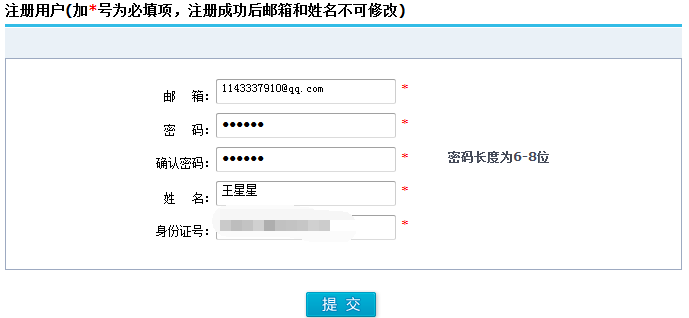 注册用户(加*号为必填项，注册成功后邮箱和姓名不可修改)
邮 箱: 1143337910@qq.com *
密 码: ●●●●●● *
确认密码: ●●●●●● * 密码长度为6-8位
姓 名: 王星星 *
身份证号: *
提 交